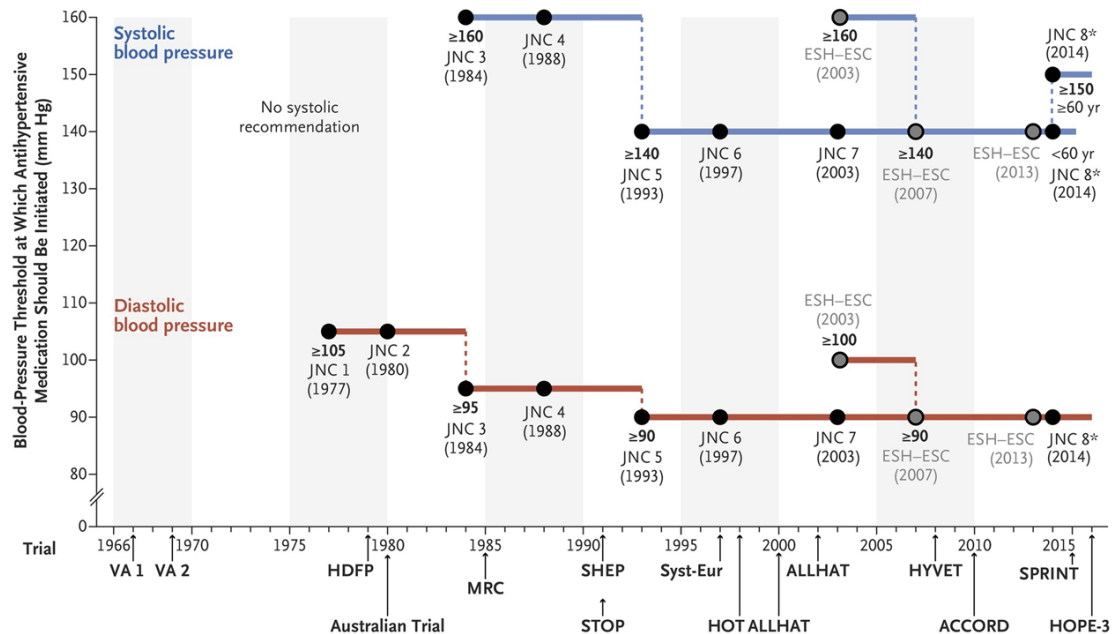 Blood-Pressure Threshold at Which Antihypertensive
Medication Should Be Initiated (mm Hg)
160
150
140
130
120
110
100
90
80
0
Systolic
blood pressure
No systolic
recommendation
≥160
JNC 3
(1984)
JNC 4
(1988)
≥160
ESH–ESC
(2003)
JNC 8*
(2014)
≥150
≥60 yr
≥140
JNC 5
(1993)
JNC 6
(1997)
JNC 7
(2003)
≥140
ESH–ESC
(2007)
ESH–ESC
(2013)
<60 yr
JNC 8*
(2014)
Diastolic
blood pressure
≥105
JNC 1
(1977)
JNC 2
(1980)
≥95
JNC 3
(1984)
JNC 4
(1988)
ESH–ESC
(2003)
≥100
≥90
JNC 5
(1993)
JNC 6
(1997)
JNC 7
(2003)
≥90
ESH–ESC
(2007)
ESH–ESC
(2013)
JNC 8*
(2014)
1966 1970 1975 1980 1985 1990 1995 2000 2005 2010 2015
Trial
VA 1 VA 2 HDFP SHEP Syst-Eur ALLHAT HYVET SPRINT
MRC
Australian Trial STOP HOT ALLHAT ACCORD HOPE-3